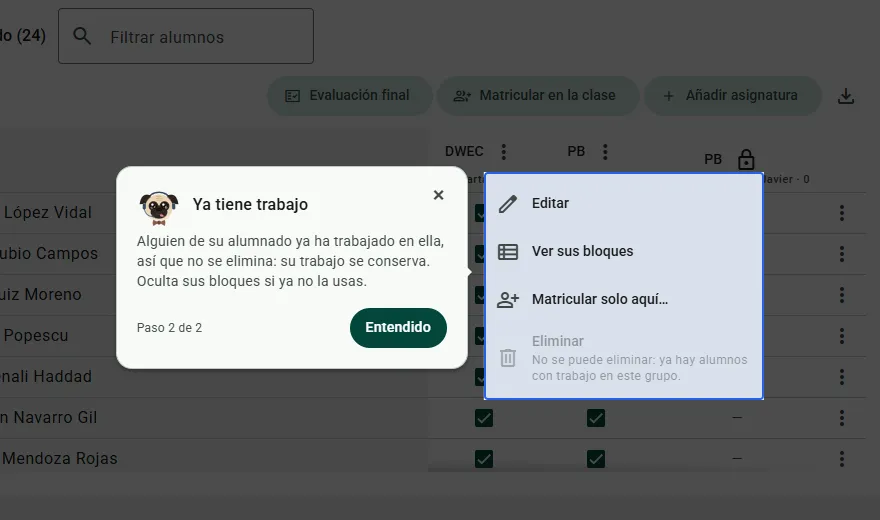 do (24)
Filtrar alumnos
Evaluación final
Matricular en la clase
Añadir asignatura
DWEC
PB
PB
Javier · 0
Ya tiene trabajo
Alguien de su alumnado ya ha trabajado en ella,
así que no se elimina: su trabajo se conserva.
Oculta sus bloques si ya no la usas.
Paso 2 de 2
Entendido
Editar
Ver sus bloques
Matricular solo aquí...
Eliminar
No se puede eliminar: ya hay alumnos
con trabajo en este grupo.
López Vidal
ubio Campos
uiz Moreno
Popescu
enali Haddad
n Navarro Gil
Mendoza Rojas